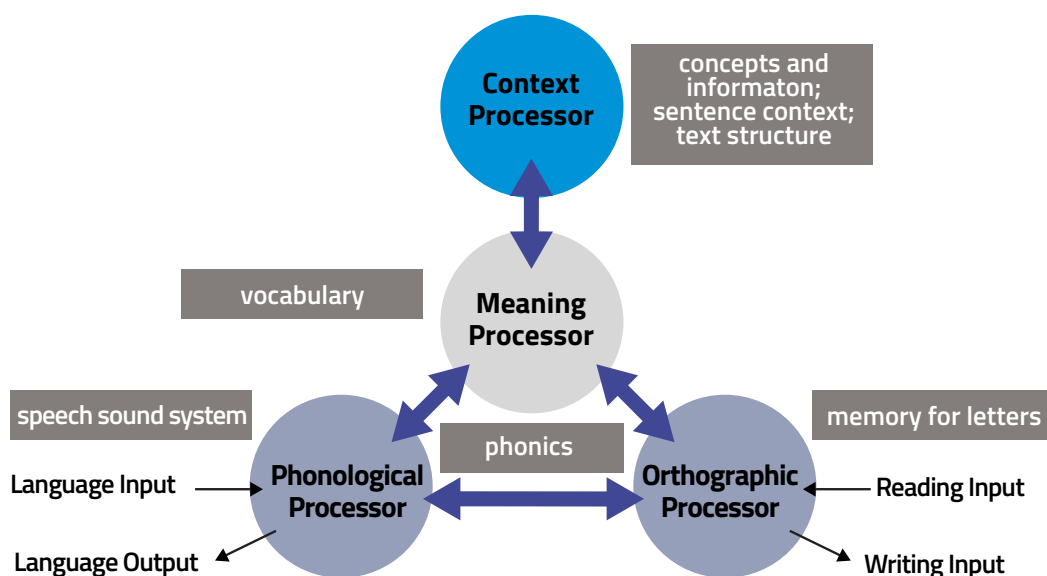 Context
Processor
concepts and
informaton;
sentence context;
text structure
vocabulary
Meaning
Processor
speech sound system
phonics
memory for letters
Language Input
Phonological
Processor
Orthographic
Processor
Reading Input
Language Output
Writing Input